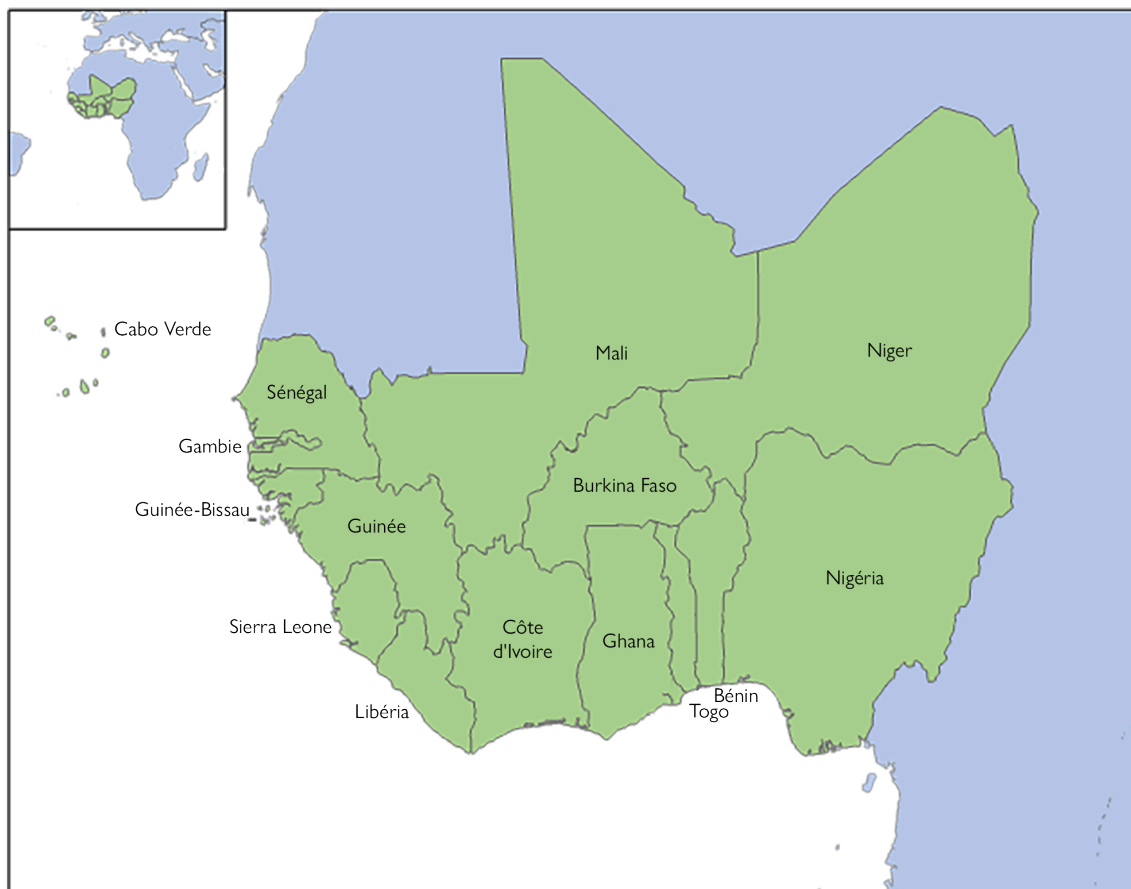 Cabo Verde
Mali
Niger
Sénégal
Gambie
Burkina Faso
Guinée-Bissau
Guinée
Nigéria
Sierra Leone
Côte
d'Ivoire
Ghana
Bénin
Libéria
Togo